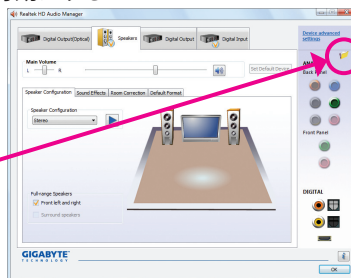 Realtek HD Audio Manager
Digital Output(Optical)
Speakers
Digital Output
Digital Input
Device advanced
settings
Main Volume
L
R
Set Default Device
ANA
Back Panel
Speaker Configuration
Sound Effects
Room Correction
Default Format
Speaker Configuration
Stereo
Front Panel
Full-range Speakers
Front left and right
Surround speakers
DIGITAL
GIGABYTE
TECHNOLOGY
OK